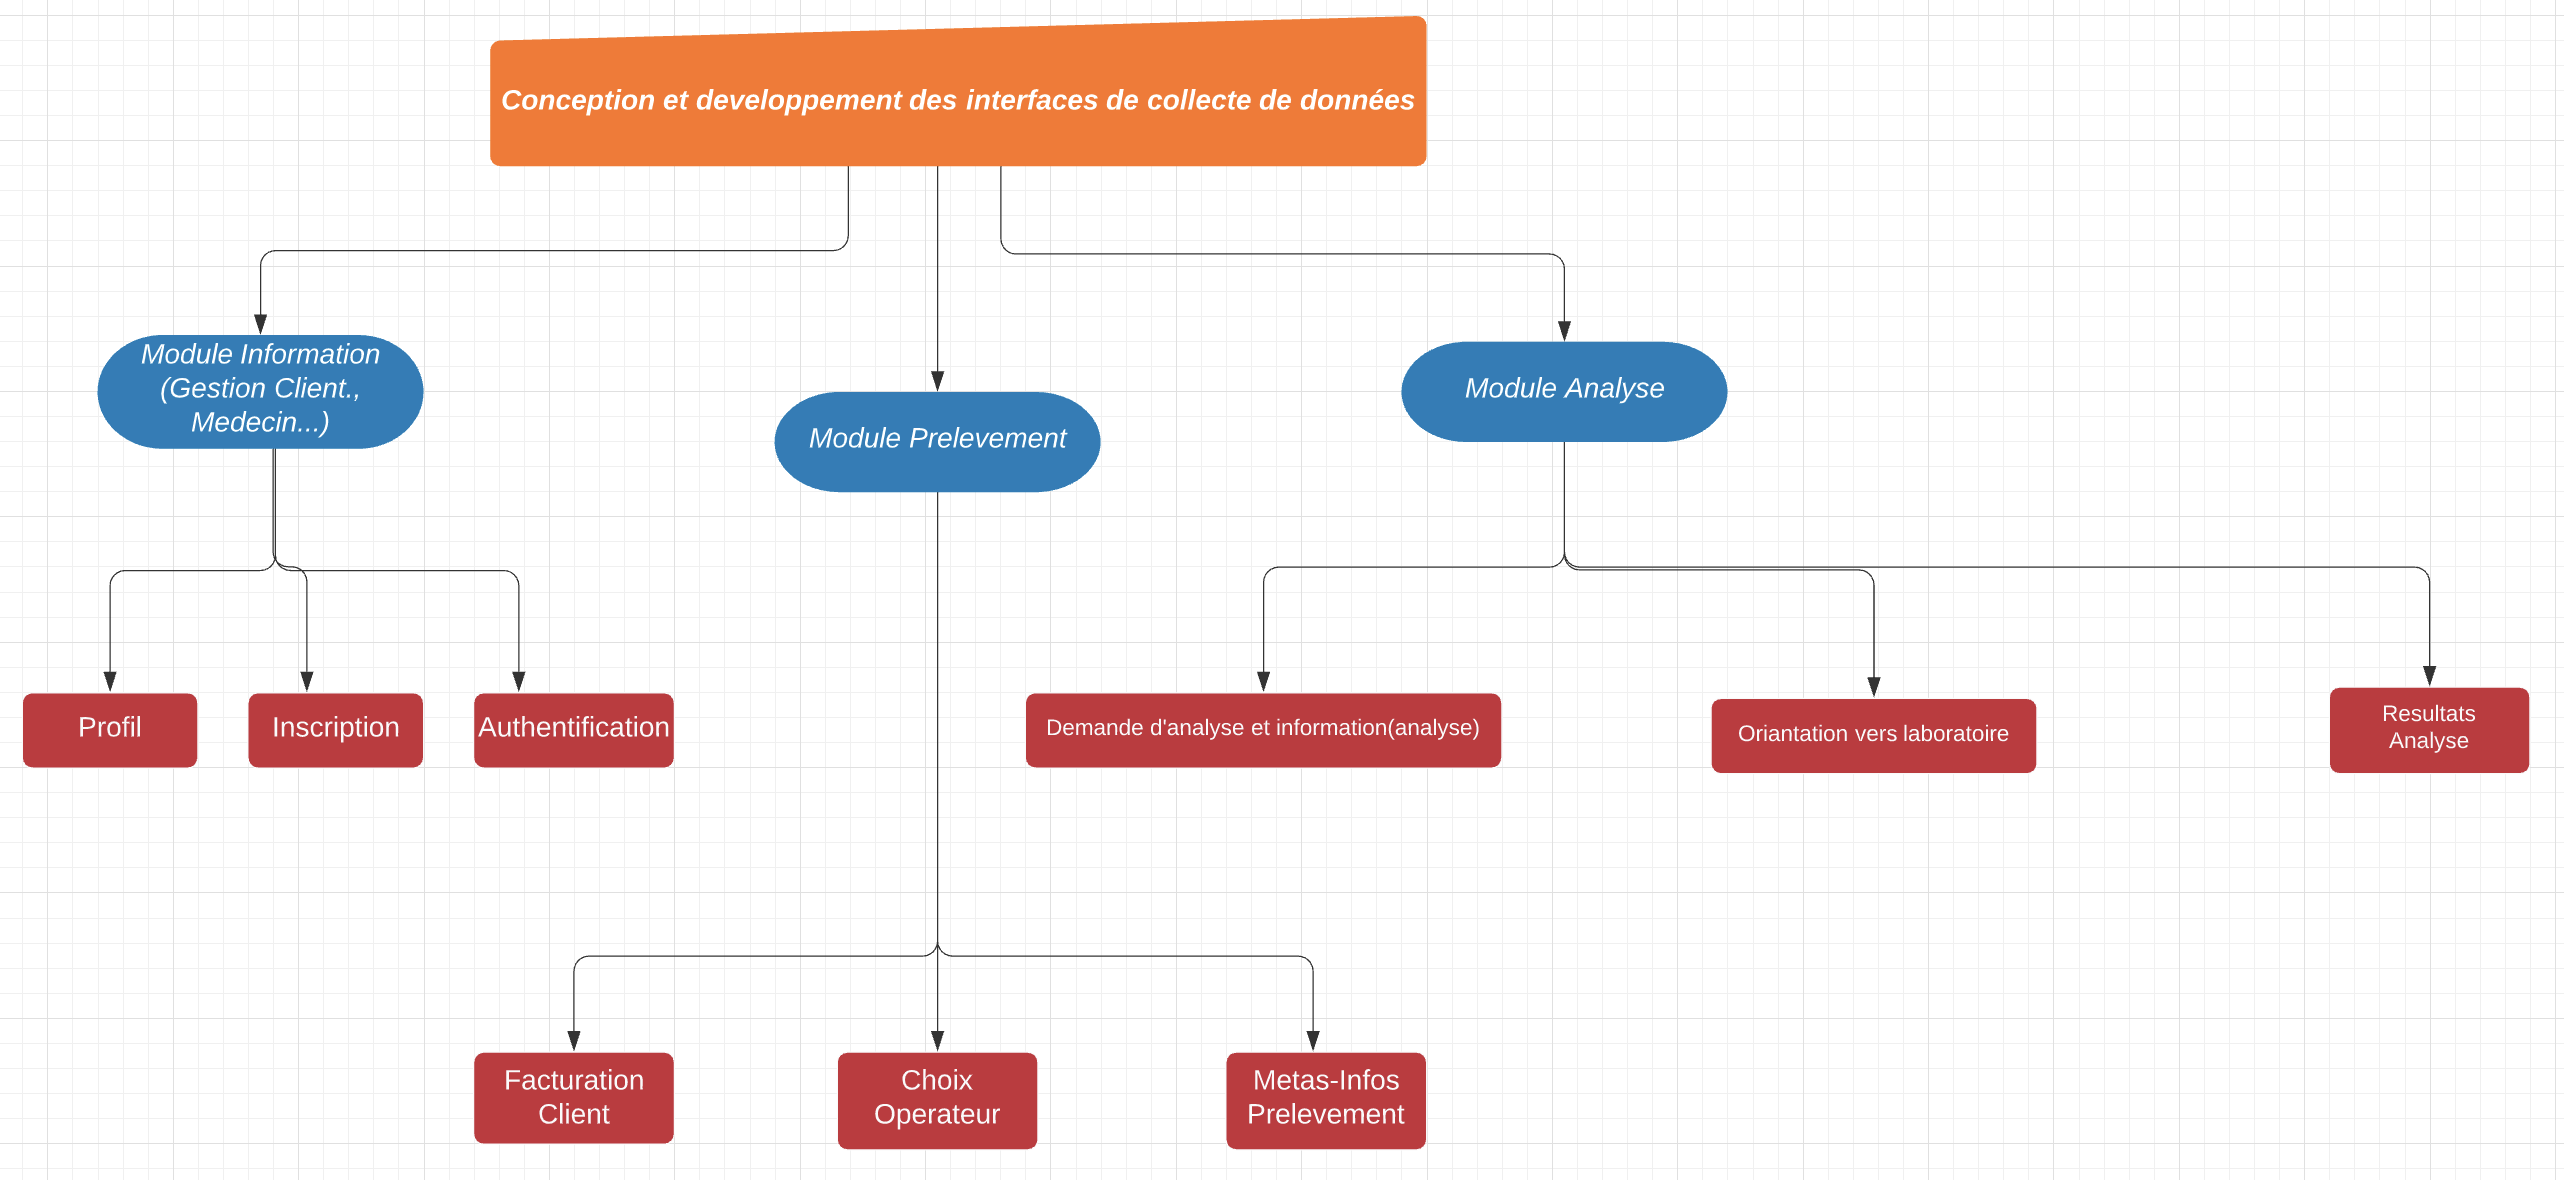 Conception et developpement des interfaces de collecte de données
Module Information
(Gestion Client.,
Medecin...)
Module Prelevement
Module Analyse
Profil
Inscription
Authentification
Demande d'analyse et information(analyse)
Oriantation vers laboratoire
Resultats
Analyse
Facturation
Client
Choix
Operateur
Metas-Infos
Prelevement